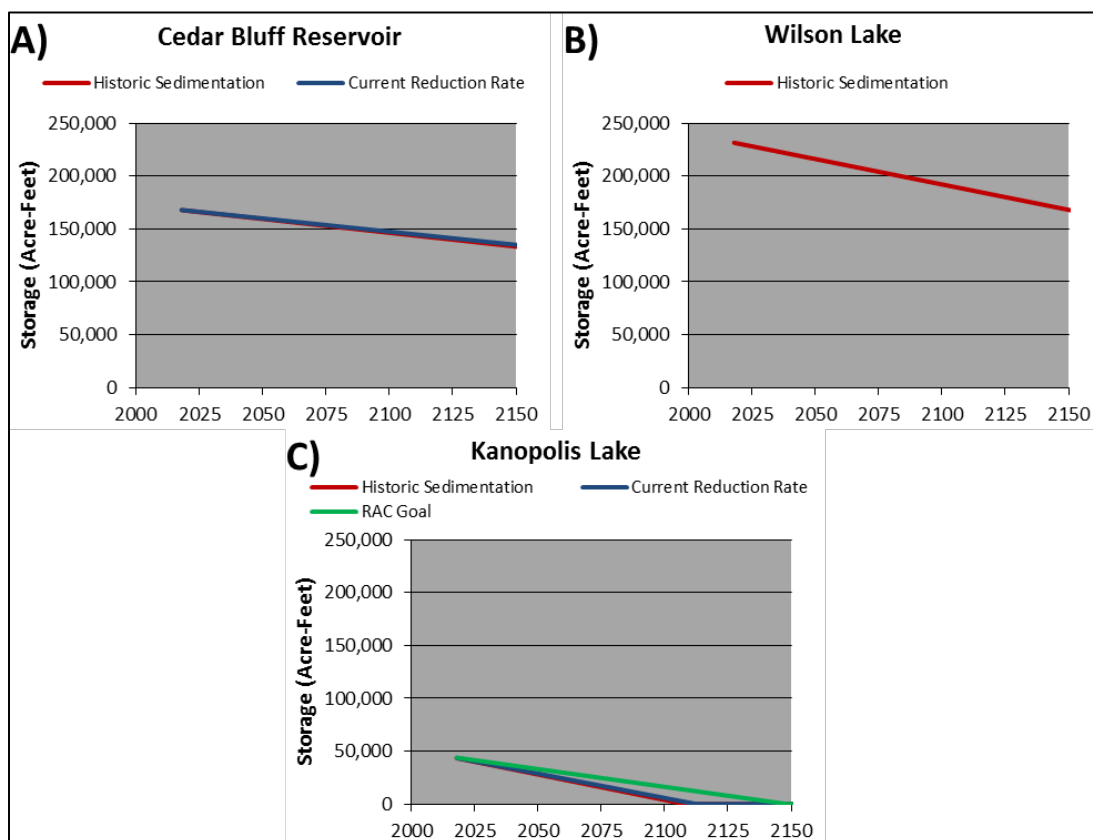 A)
Cedar Bluff Reservoir
Historic Sedimentation Current Reduction Rate
Storage (Acre-Feet)
250,000
200,000
150,000
100,000
50,000
0
2000 2025 2050 2075 2100 2125 2150
B)
Wilson Lake
Historic Sedimentation
Storage (Acre-Feet)
250,000
200,000
150,000
100,000
50,000
0
2000 2025 2050 2075 2100 2125 2150
C)
Kanopolis Lake
Historic Sedimentation Current Reduction Rate
RAC Goal
Storage (Acre-Feet)
250,000
200,000
150,000
100,000
50,000
0
2000 2025 2050 2075 2100 2125 2150